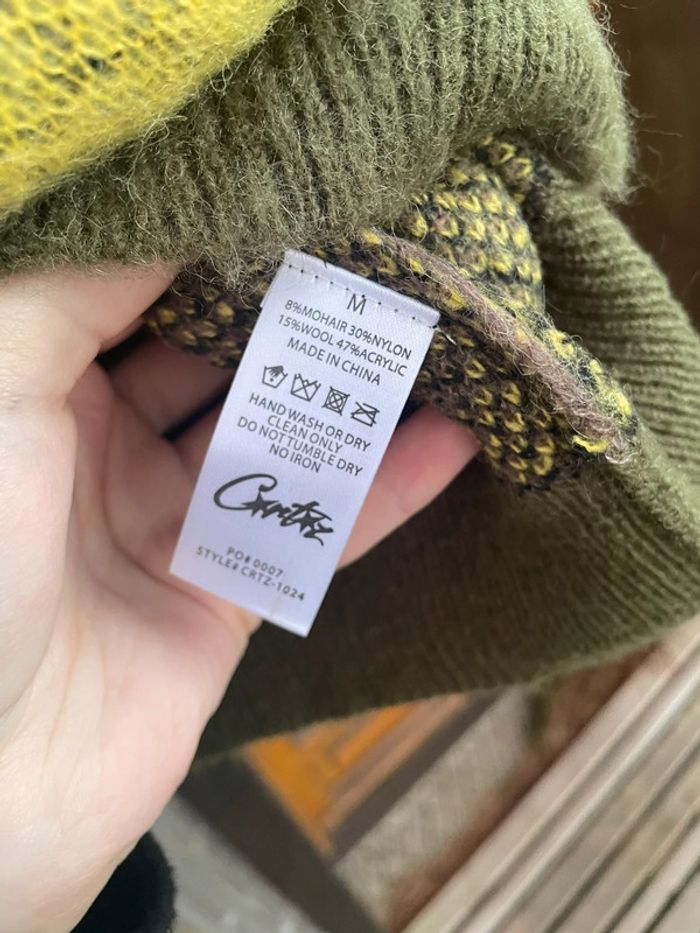 M
8%MOHAIR 30%NYLON
15%WOOL 47%ACRYLIC
MADE IN CHINA
HAND WASH OR DRY
CLEAN ONLY
DO NOT TUMBLE DRY
NO IRON
Corteiz
PO# 0007
STYLE# CRTZ-1024